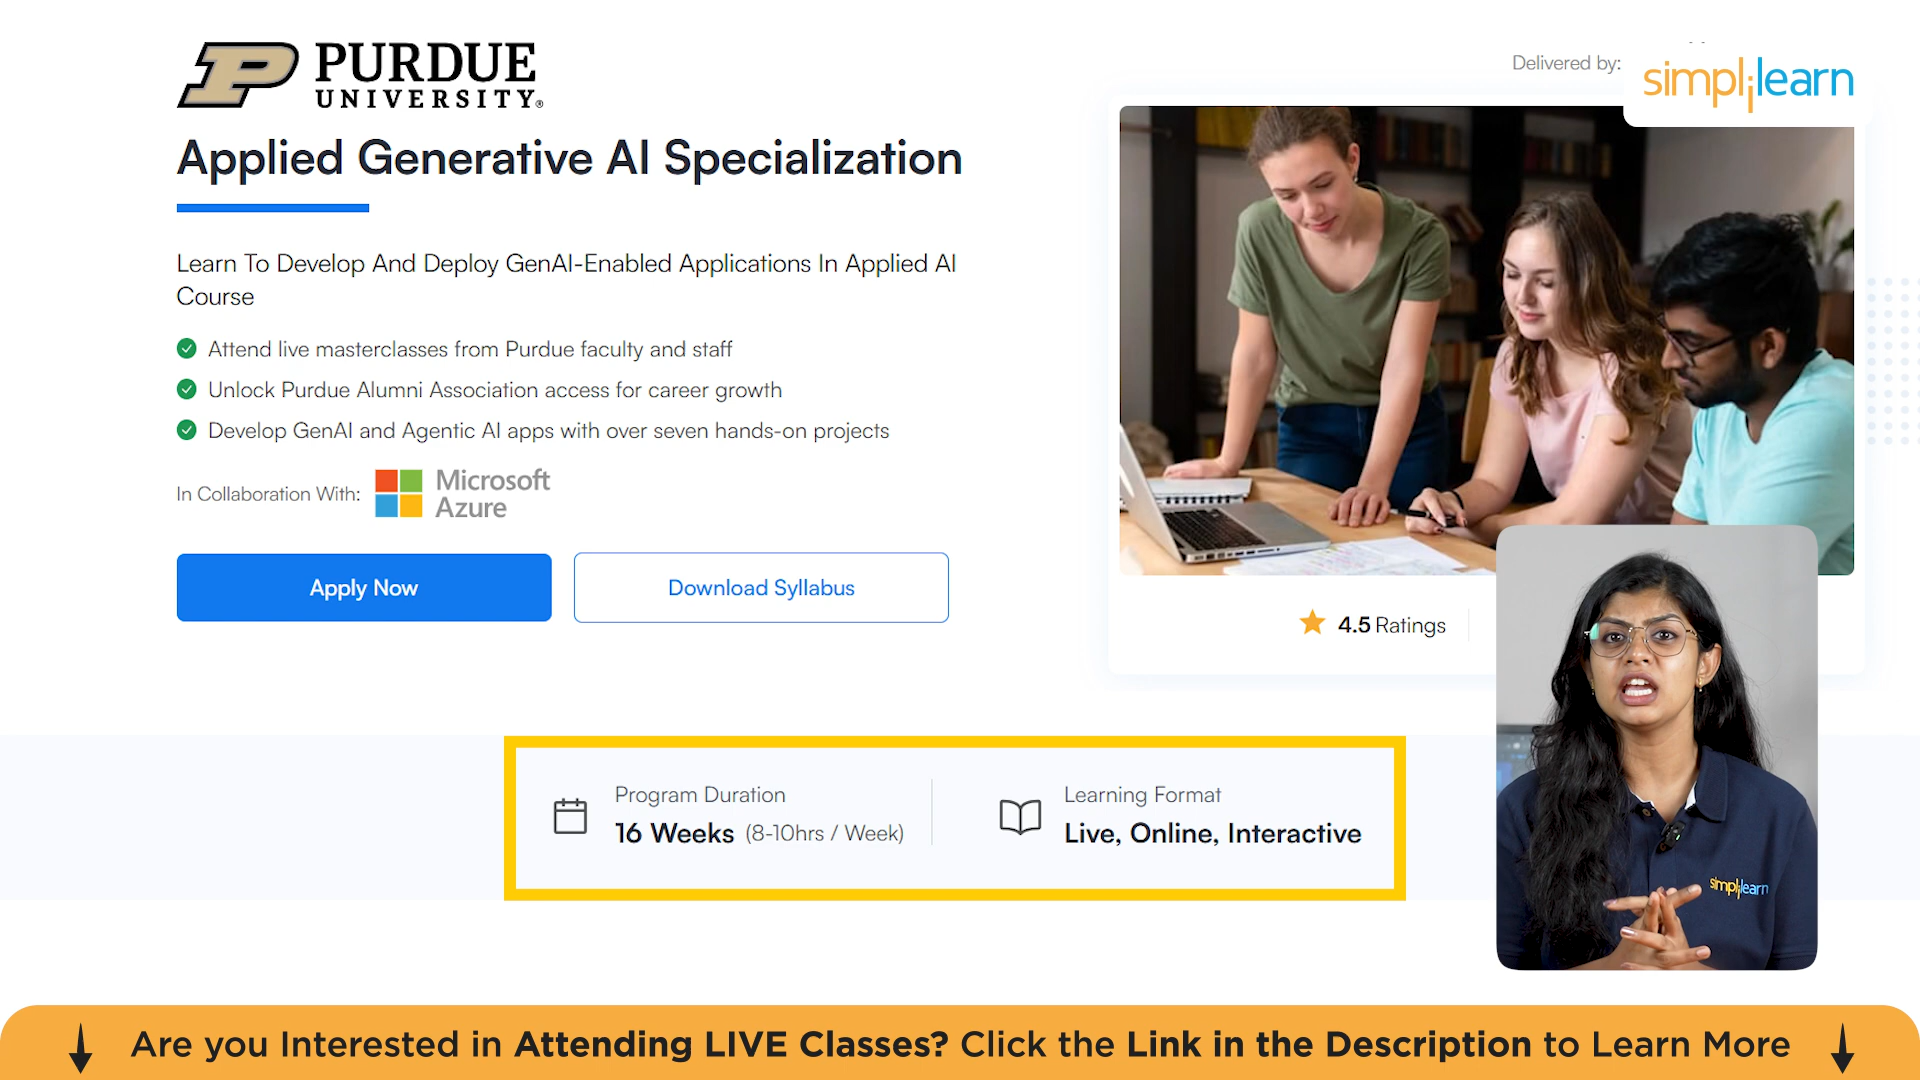 PURDUE
UNIVERSITY®
Delivered by:
simplilearn
Applied Generative AI Specialization
Learn To Develop And Deploy GenAI-Enabled Applications In Applied AI
Course
Attend live masterclasses from Purdue faculty and staff
Unlock Purdue Alumni Association access for career growth
Develop GenAI and Agentic AI apps with over seven hands-on projects
In Collaboration With:
Microsoft
Azure
Apply Now
Download Syllabus
4.5 Ratings
Program Duration
16 Weeks (8-10hrs / Week)
Learning Format
Live, Online, Interactive
simplilearn
Are you Interested in Attending LIVE Classes? Click the Link in the Description to Learn More